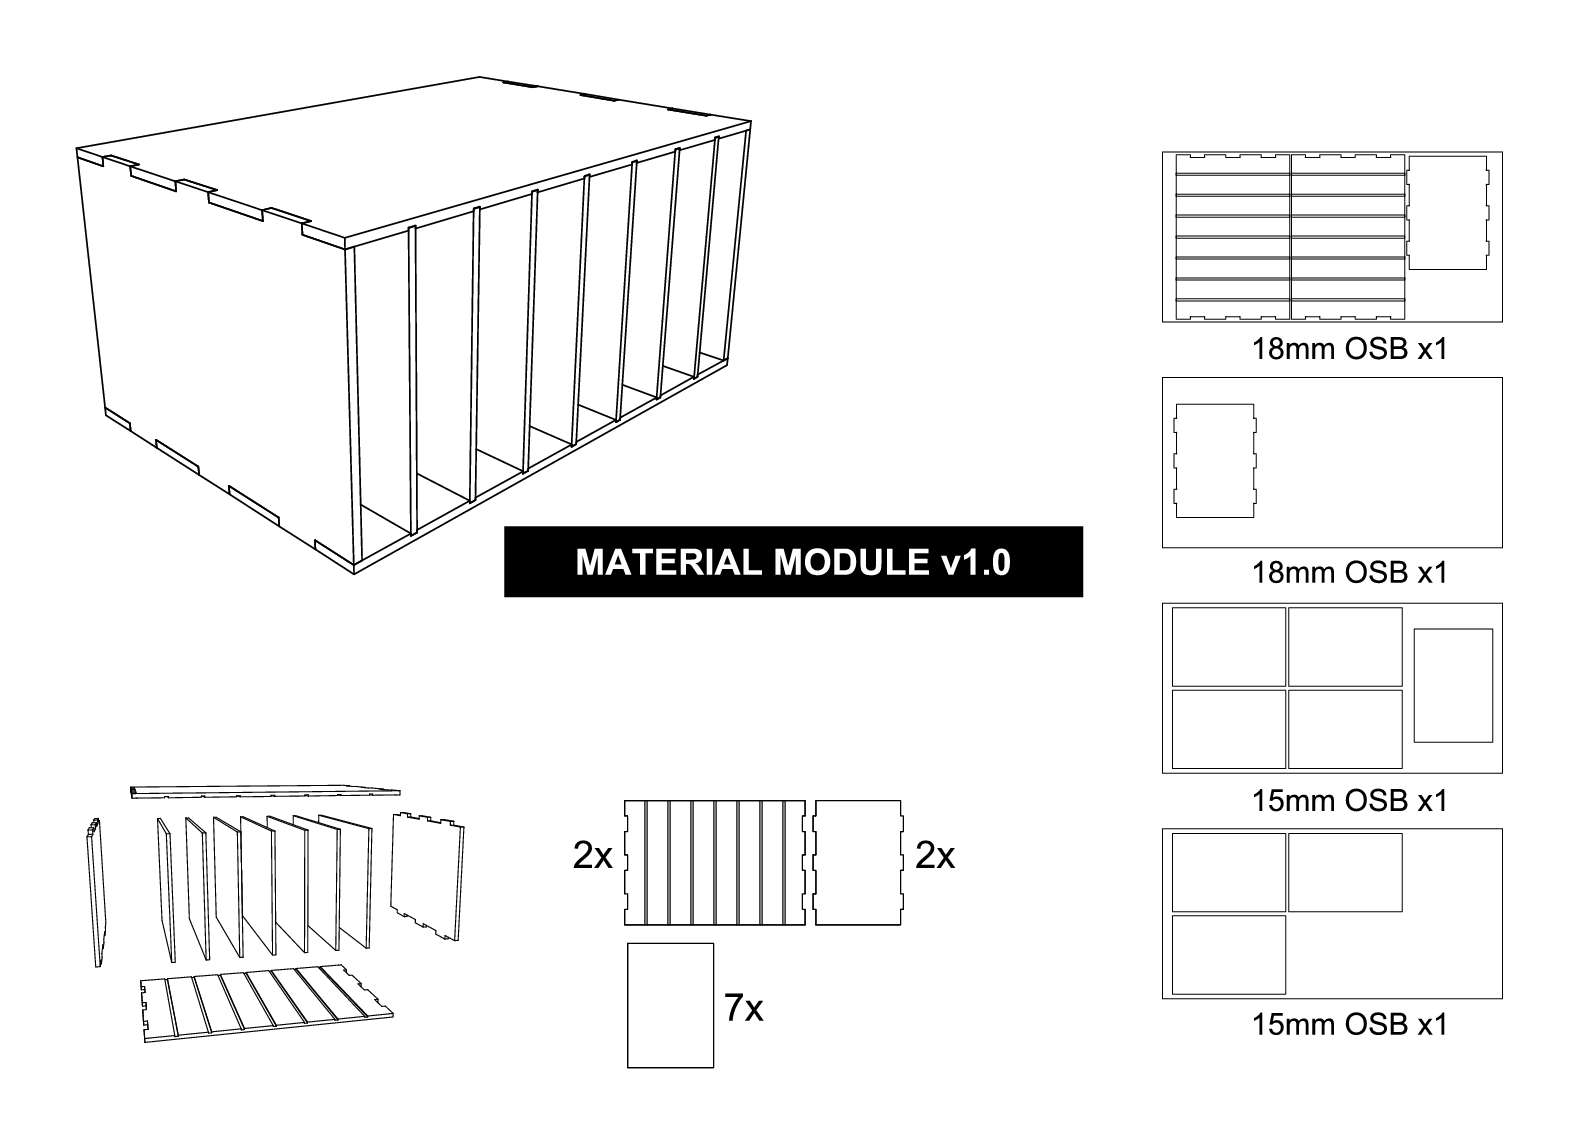 MATERIAL MODULE v1.0
2x
2x
7x
18mm OSB x1
18mm OSB x1
15mm OSB x1
15mm OSB x1